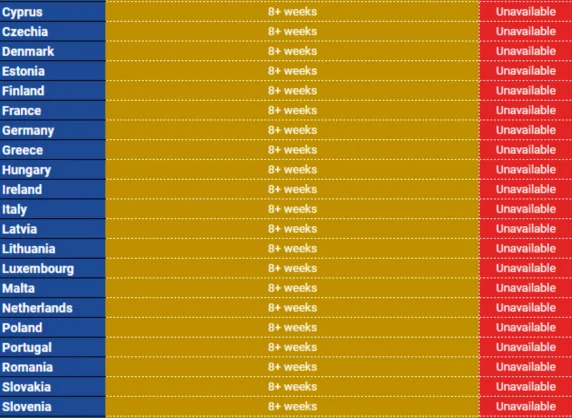 Cyprus 8+ weeks Unavailable
Czechia 8+ weeks Unavailable
Denmark 8+ weeks Unavailable
Estonia 8+ weeks Unavailable
Finland 8+ weeks Unavailable
France 8+ weeks Unavailable
Germany 8+ weeks Unavailable
Greece 8+ weeks Unavailable
Hungary 8+ weeks Unavailable
Ireland 8+ weeks Unavailable
Italy 8+ weeks Unavailable
Latvia 8+ weeks Unavailable
Lithuania 8+ weeks Unavailable
Luxembourg 8+ weeks Unavailable
Malta 8+ weeks Unavailable
Netherlands 8+ weeks Unavailable
Poland 8+ weeks Unavailable
Portugal 8+ weeks Unavailable
Romania 8+ weeks Unavailable
Slovakia 8+ weeks Unavailable
Slovenia 8+ weeks Unavailable